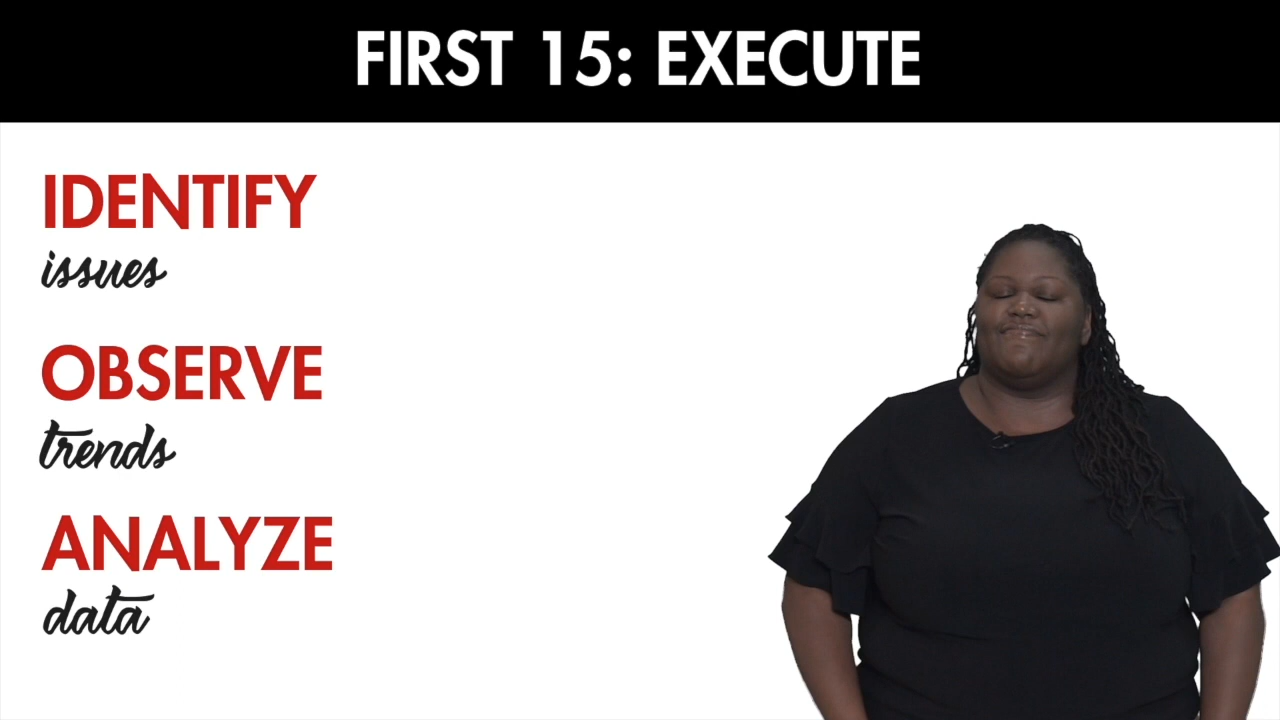 FIRST 15: EXECUTE
IDENTIFY
issues
OBSERVE
trends
ANALYZE
data